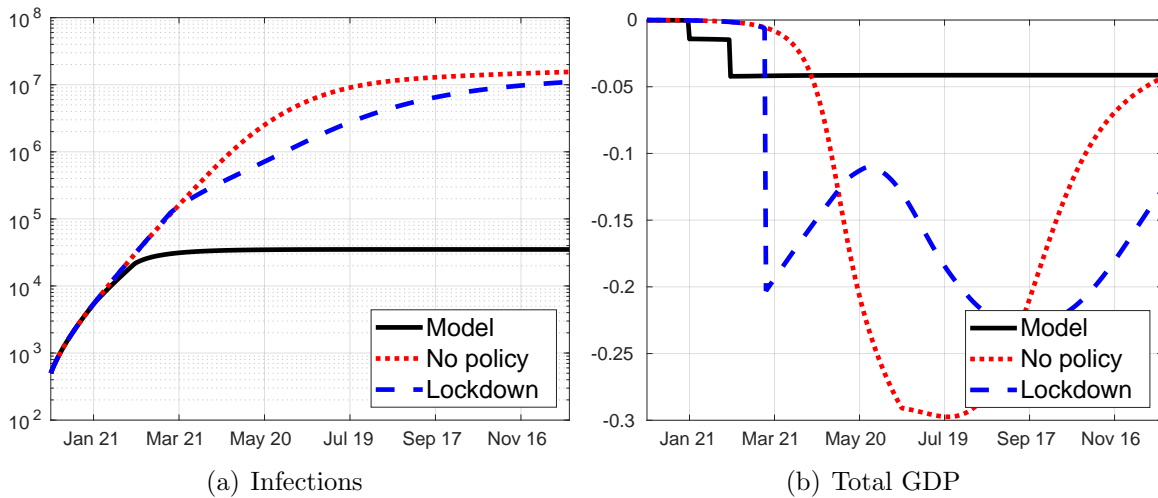 10^8
10^7
10^6
10^5
10^4
10^3
10^2
Jan 21 Mar 21 May 20 Jul 19 Sep 17 Nov 16
Model
No policy
Lockdown
(a) Infections
0
-0.05
-0.1
-0.15
-0.2
-0.25
-0.3
Jan 21 Mar 21 May 20 Jul 19 Sep 17 Nov 16
Model
No policy
Lockdown
(b) Total GDP